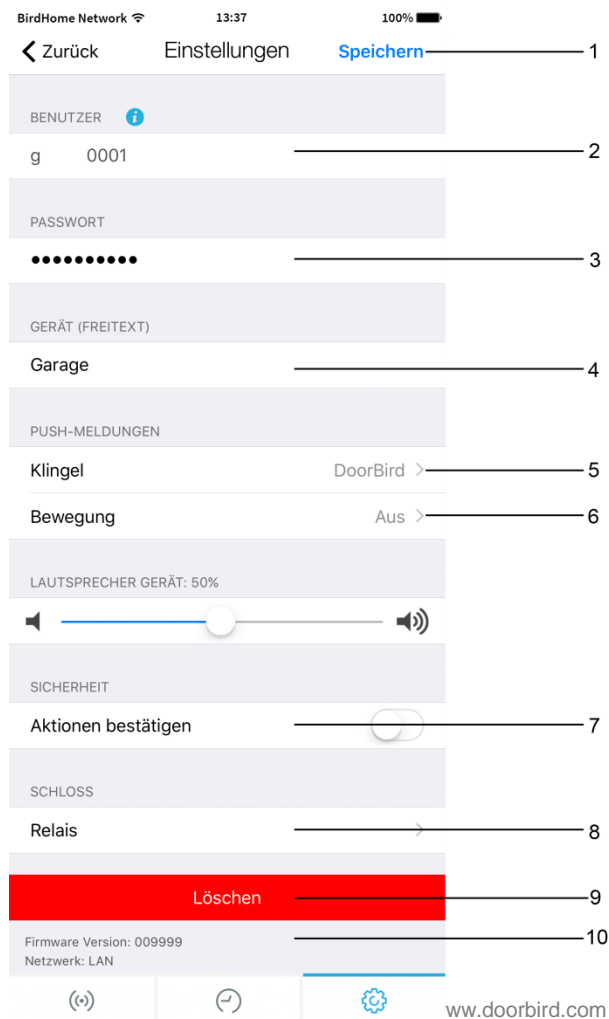 BirdHome Network 13:37 100%
Zurück Einstellungen Speichern 1
BENUTZER i
g 0001 2
PASSWORT
3
GERÄT (FREITEXT)
Garage 4
PUSH-MELDUNGEN
Klingel DoorBird 5
Bewegung Aus 6
LAUTSPRECHER GERÄT: 50%
SICHERHEIT
Aktionen bestätigen 7
SCHLOSS
Relais 8
Löschen 9
Firmware Version: 009999 10
Netzwerk: LAN
ww.doorbird.com